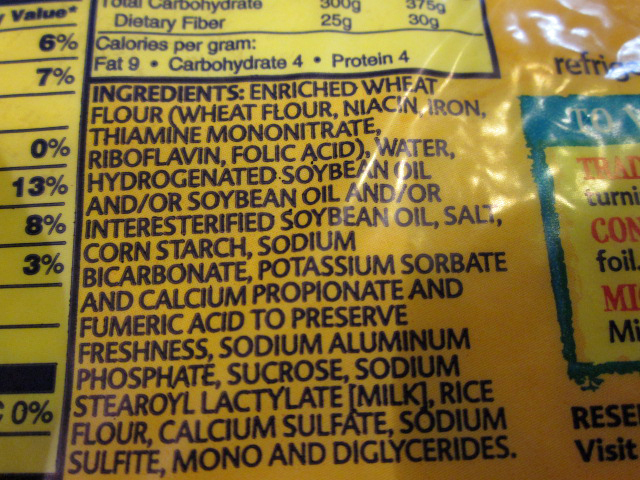 y Value*
6%
7%
0%
13%
8%
3%
0%
Total Carbohydrate 300g 375g
Dietary Fiber 25g 30g
Calories per gram:
Fat 9 • Carbohydrate 4 • Protein 4
INGREDIENTS: ENRICHED WHEAT
FLOUR (WHEAT FLOUR, NIACIN, IRON,
THIAMINE MONONITRATE,
RIBOFLAVIN, FOLIC ACID), WATER,
HYDROGENATED SOYBEAN OIL
AND/OR SOYBEAN OIL AND/OR
INTERESTERIFIED SOYBEAN OIL, SALT,
CORN STARCH, SODIUM
BICARBONATE, POTASSIUM SORBATE
AND CALCIUM PROPIONATE AND
FUMERIC ACID TO PRESERVE
FRESHNESS, SODIUM ALUMINUM
PHOSPHATE, SUCROSE, SODIUM
STEAROYL LACTYLATE [MILK], RICE
FLOUR, CALCIUM SULFATE, SODIUM
SULFITE, MONO AND DIGLYCERIDES.
refrig
TO
turni
CON
foil.
MI
Mi
RESE
Visit